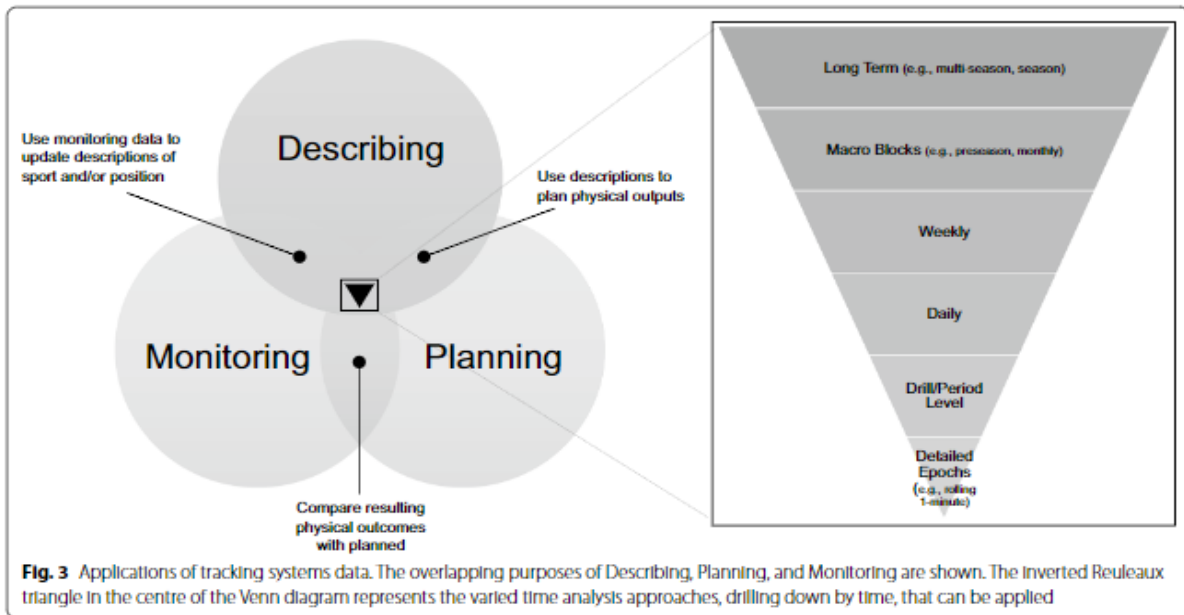 Describing
Use monitoring data to
update descriptions of
sport and/or position
Use descriptions to
plan physical outputs
Monitoring
Planning
Compare resulting
physical outcomes
with planned
Long Term (e.g., multi-season, season)
Macro Blocks (e.g., preseason, monthly)
Weekly
Daily
Drill/Period
Level
Detailed
Epochs
(e.g., rolling
1-minute)
Fig. 3 Applications of tracking systems data. The overlapping purposes of Describing, Planning, and Monitoring are shown. The inverted Reuleaux
triangle in the centre of the Venn diagram represents the varied time analysis approaches, drilling down by time, that can be applied